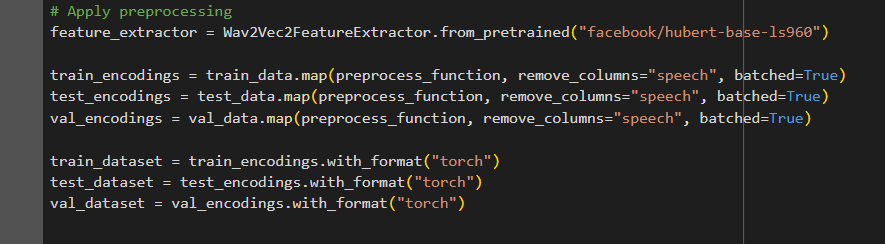 # Apply preprocessing
feature_extractor = Wav2Vec2FeatureExtractor.from_pretrained("facebook/hubert-base-ls960")
train_encodings = train_data.map(preprocess_function, remove_columns="speech", batched=True)
test_encodings = test_data.map(preprocess_function, remove_columns="speech", batched=True)
val_encodings = val_data.map(preprocess_function, remove_columns="speech", batched=True)
train_dataset = train_encodings.with_format("torch")
test_dataset = test_encodings.with_format("torch")
val_dataset = val_encodings.with_format("torch")